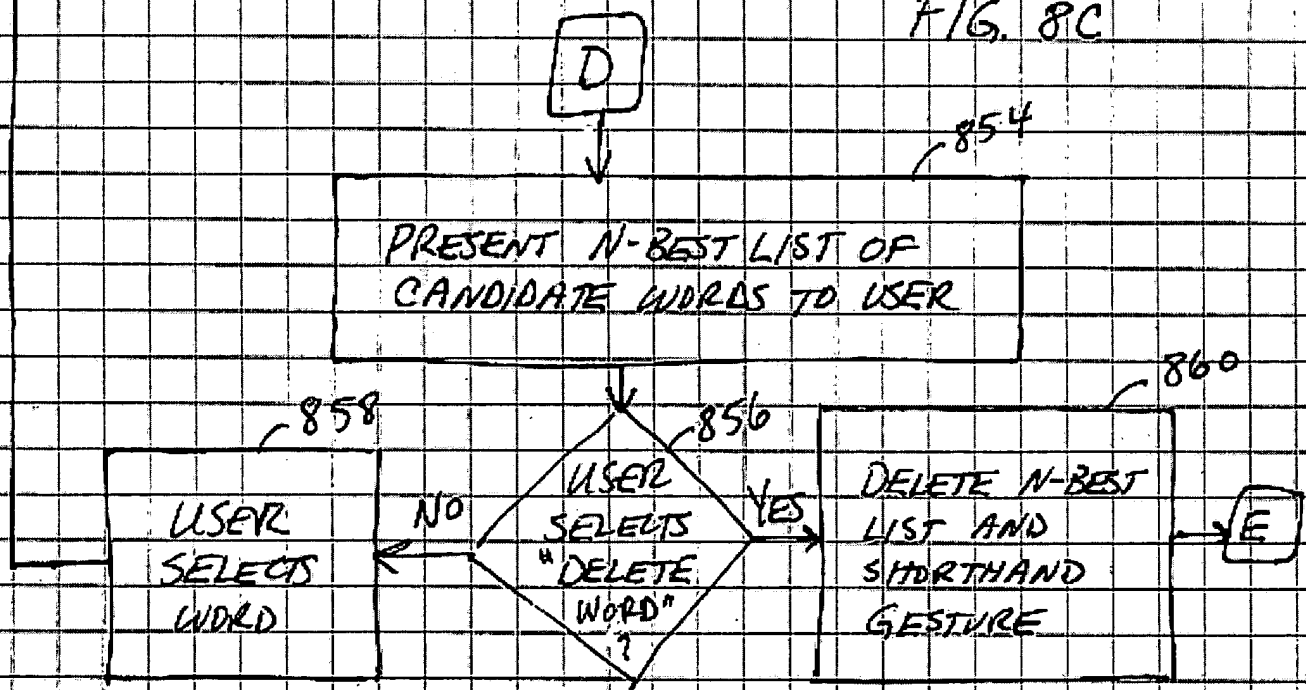 FIG. 8C
D
854
PRESENT N-BEST LIST OF
CANDIDATE WORDS TO USER
858
USER
SELECTS
WORD
NO
856
USER
SELECTS
"DELETE
WORD"
?
YES
860
DELETE N-BEST
LIST AND
SHORTHAND
GESTURE
E